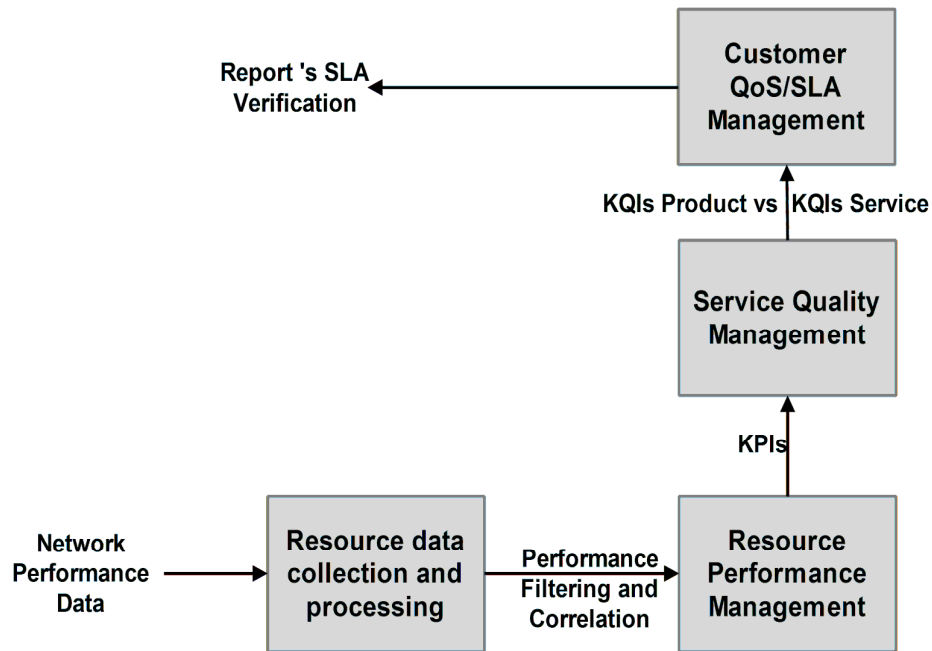 Customer
QoS/SLA
Management
Report 's SLA
Verification
KQIs Product vs KQIs Service
Service Quality
Management
KPIs
Network
Performance
Data
Resource data
collection and
processing
Performance
Filtering and
Correlation
Resource
Performance
Management